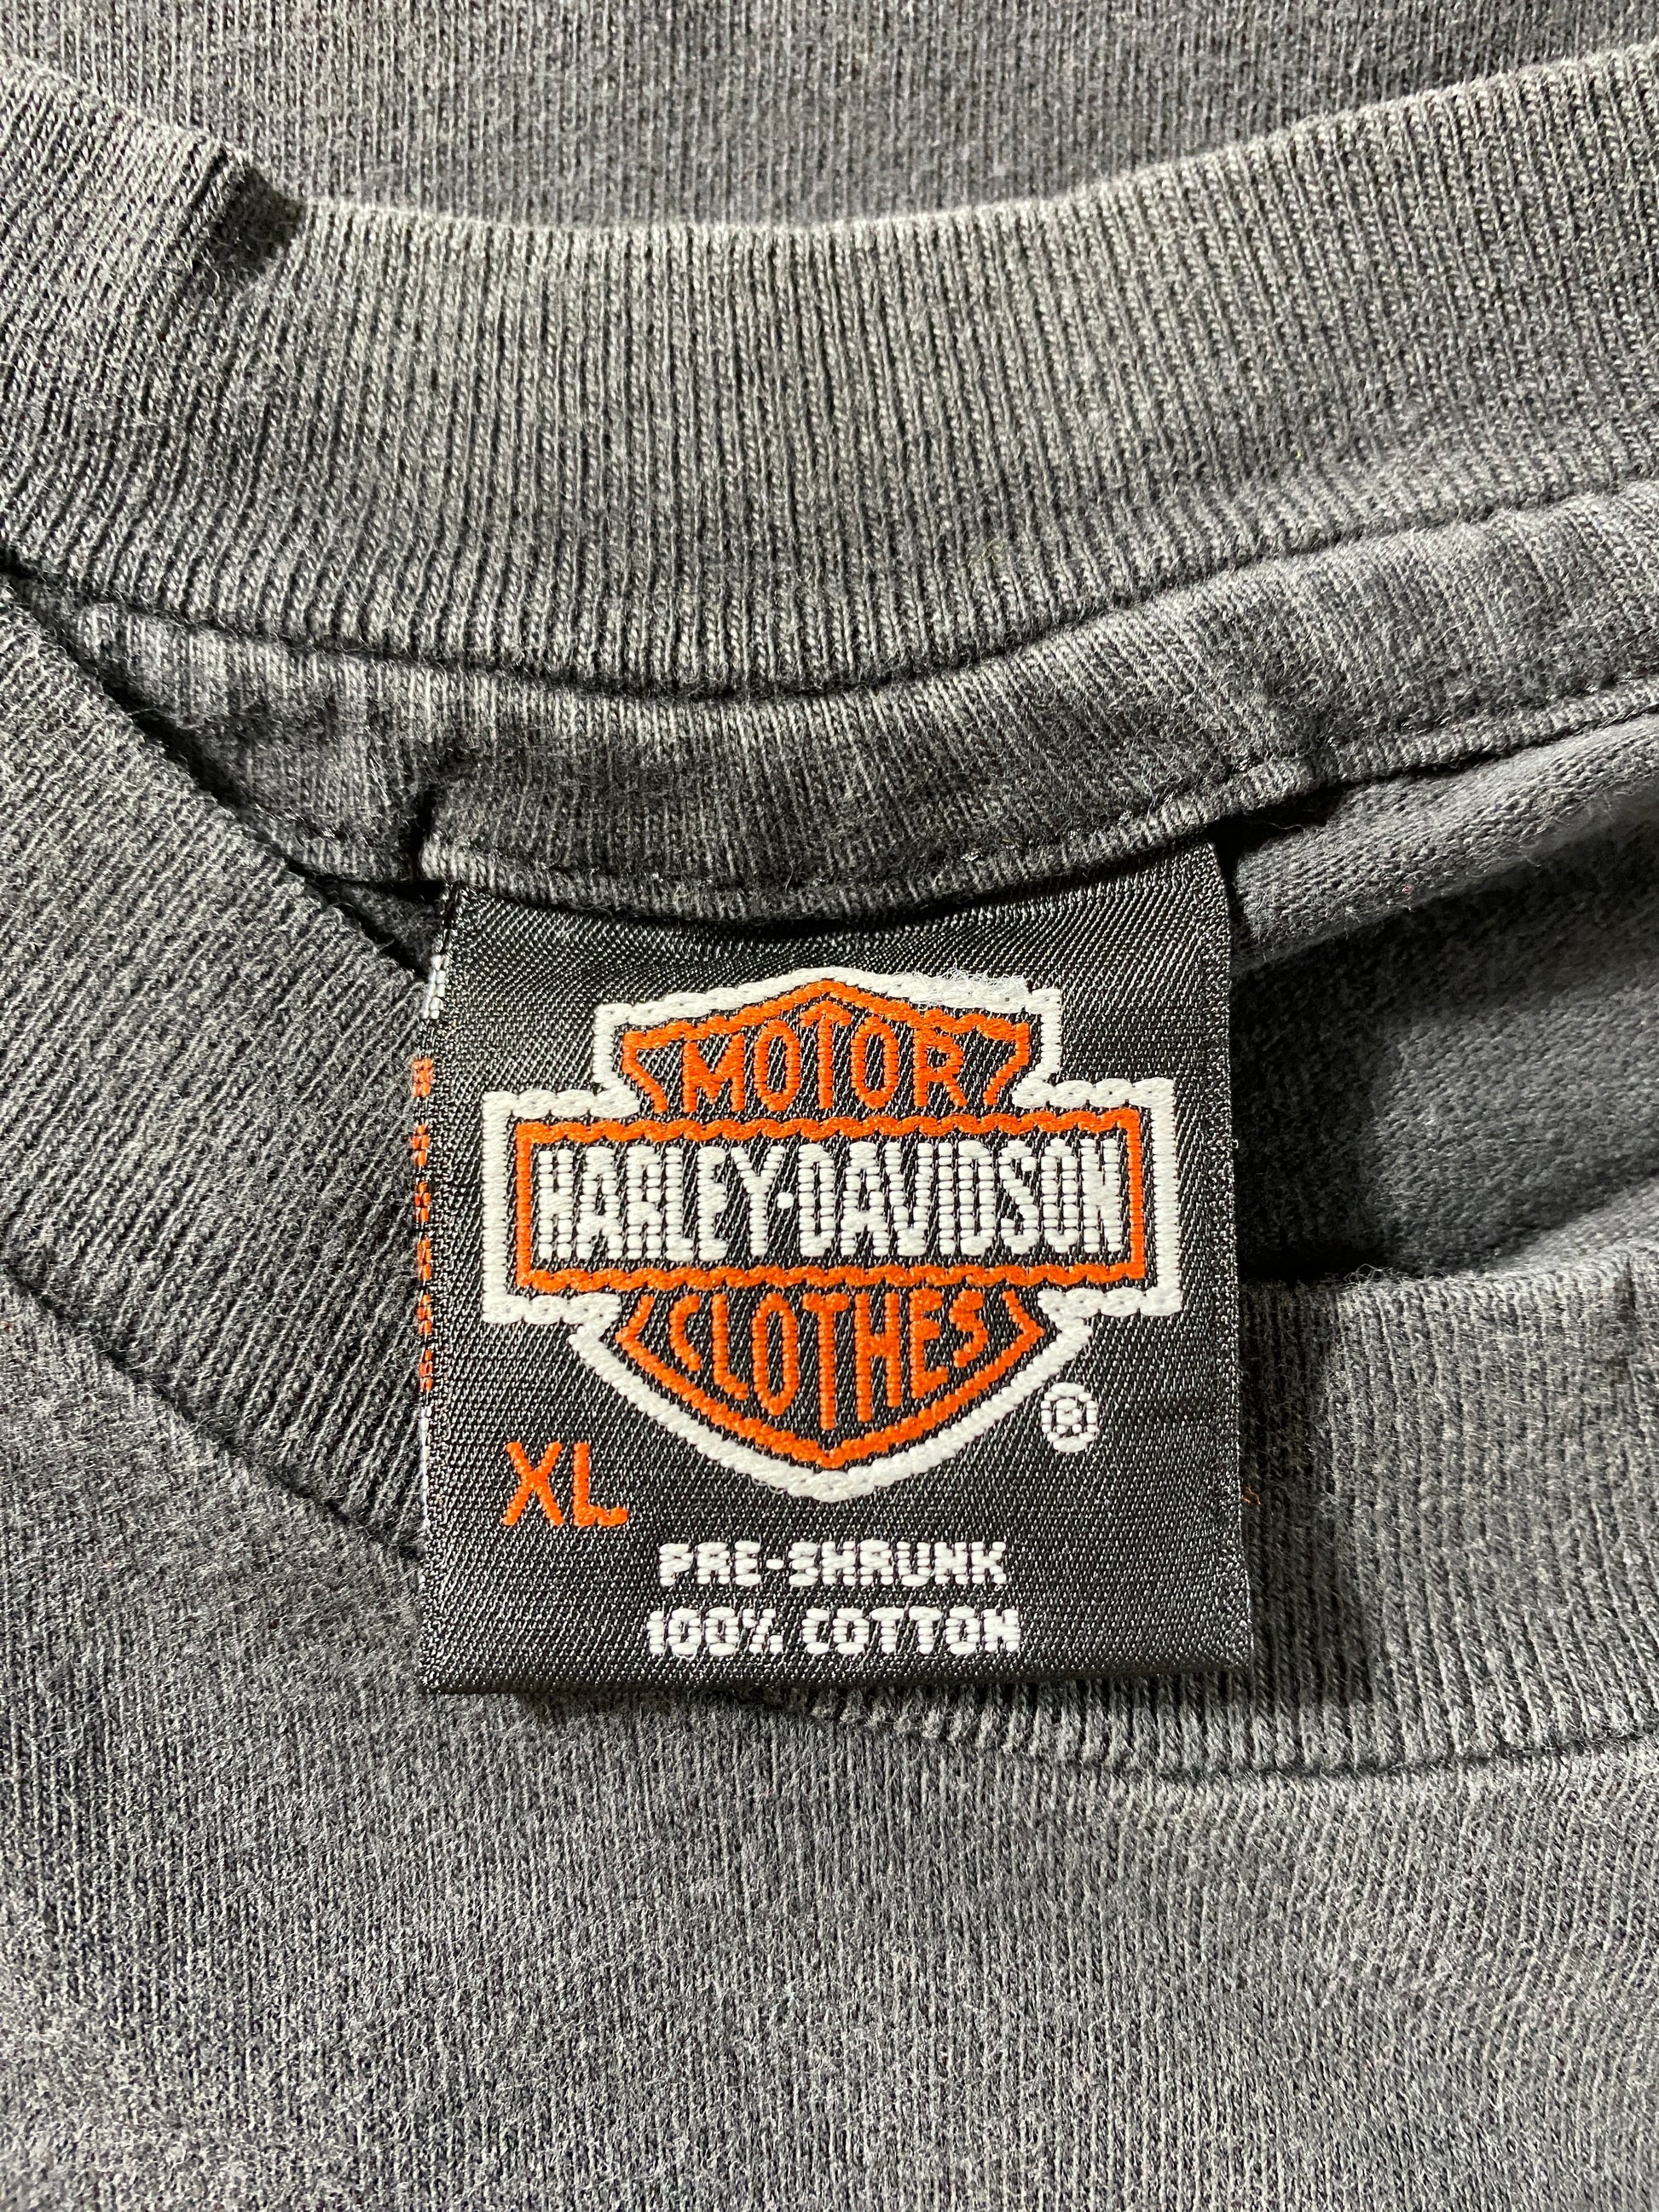 MOTOR
HARLEY-DAVIDSON
CLOTHES
®
XL
PRE-SHRUNK
100% COTTON